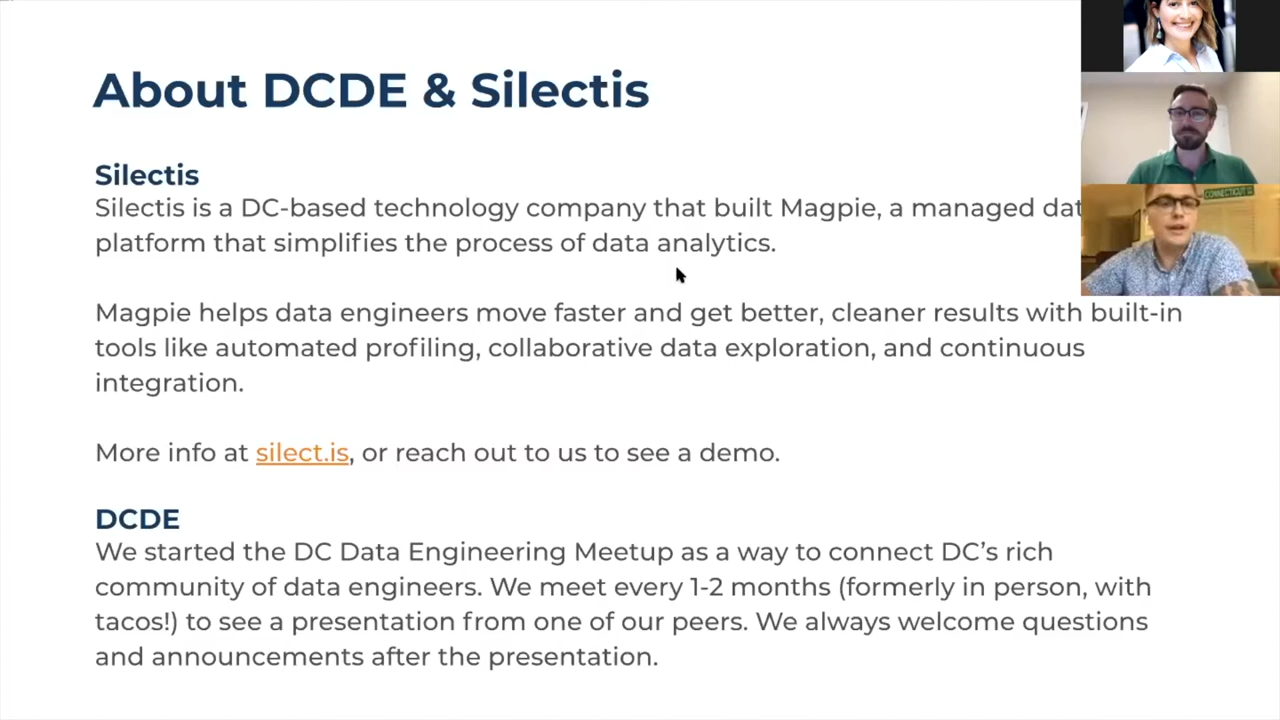 About DCDE & Silectis
Silectis
Silectis is a DC-based technology company that built Magpie, a managed
platform that simplifies the process of data analytics.
Magpie helps data engineers move faster and get better, cleaner results with built-in
tools like automated profiling, collaborative data exploration, and continuous
integration.
More info at silect.is, or reach out to us to see a demo.
DCDE
We started the DC Data Engineering Meetup as a way to connect DC’s rich
community of data engineers. We meet every 1-2 months (formerly in person, with
tacos!) to see a presentation from one of our peers. We always welcome questions
and announcements after the presentation.
CONNECTICUT